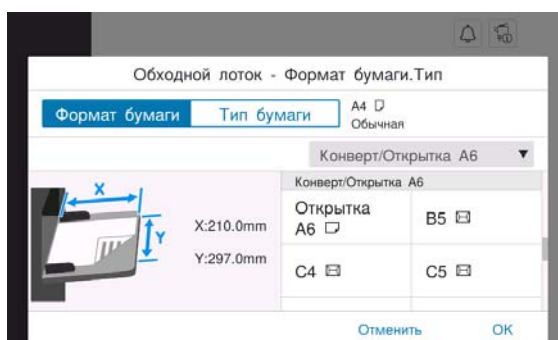 Обходной лоток - Формат бумаги.Тип
Формат бумаги
Тип бумаги
A4
Обычная
Конверт/Открытка A6
Конверт/Открытка A6
X
Y
X:210.0mm
Y:297.0mm
Открытка
A6
B5
C4
C5
Отменить
OK